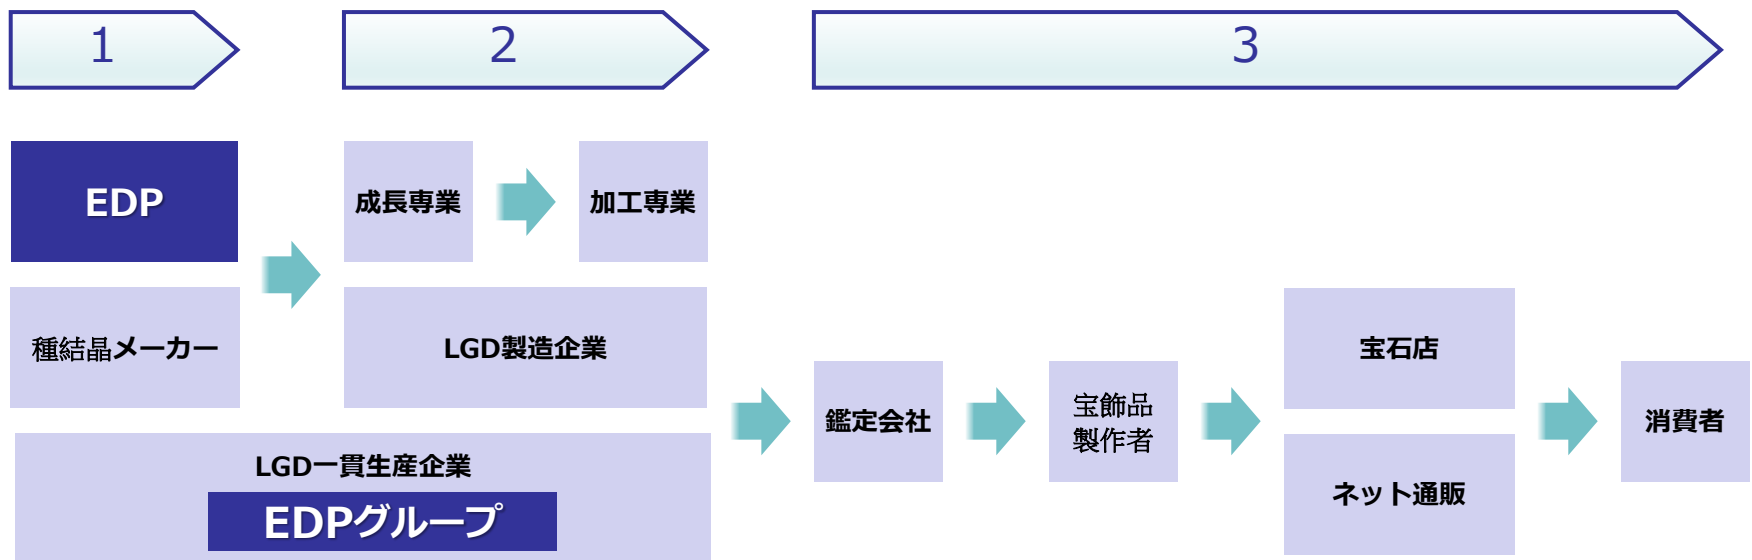 1
2
3
EDP
成長専業
加工専業
種結晶メーカー
LGD製造企業
LGD一貫生産企業
EDPグループ
鑑定会社
宝飾品
製作者
宝石店
ネット通販
消費者